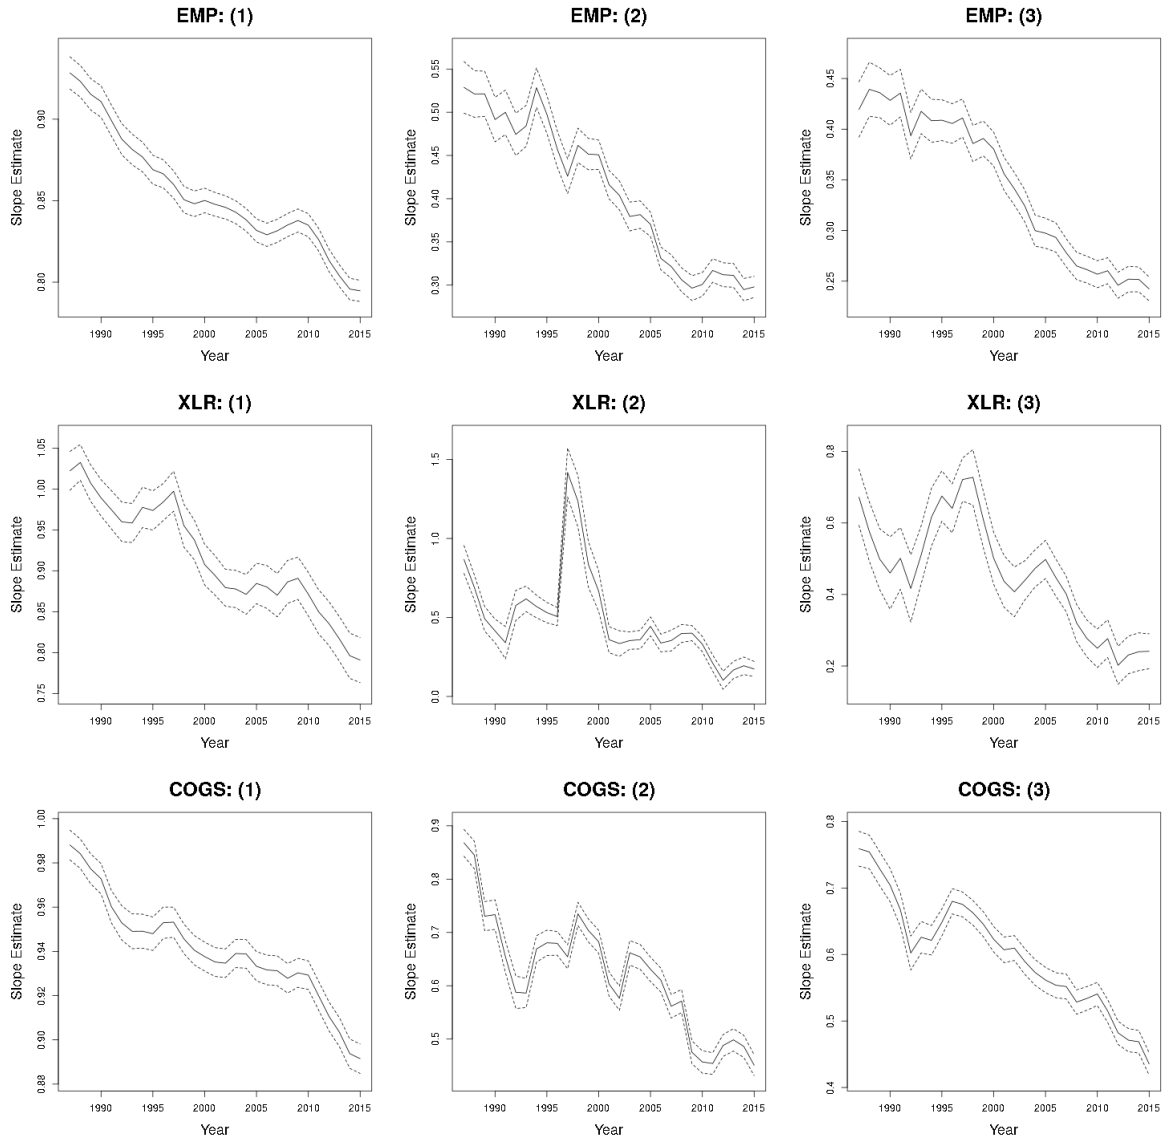 EMP: (1) EMP: (2) EMP: (3)
Slope Estimate 0.80 0.85 0.90
1990 1995 2000 2005 2010 2015
Year
Slope Estimate 0.30 0.35 0.40 0.45 0.50 0.55
1990 1995 2000 2005 2010 2015
Year
Slope Estimate 0.25 0.30 0.35 0.40 0.45
1990 1995 2000 2005 2010 2015
Year
XLR: (1) XLR: (2) XLR: (3)
Slope Estimate 0.75 0.80 0.85 0.90 0.95 1.00 1.05
1990 1995 2000 2005 2010 2015
Year
Slope Estimate 0.0 0.5 1.0 1.5
1990 1995 2000 2005 2010 2015
Year
Slope Estimate 0.2 0.4 0.6 0.8
1990 1995 2000 2005 2010 2015
Year
COGS: (1) COGS: (2) COGS: (3)
Slope Estimate 0.88 0.90 0.92 0.94 0.96 0.98 1.00
1990 1995 2000 2005 2010 2015
Year
Slope Estimate 0.5 0.6 0.7 0.8 0.9
1990 1995 2000 2005 2010 2015
Year
Slope Estimate 0.4 0.5 0.6 0.7 0.8
1990 1995 2000 2005 2010 2015
Year